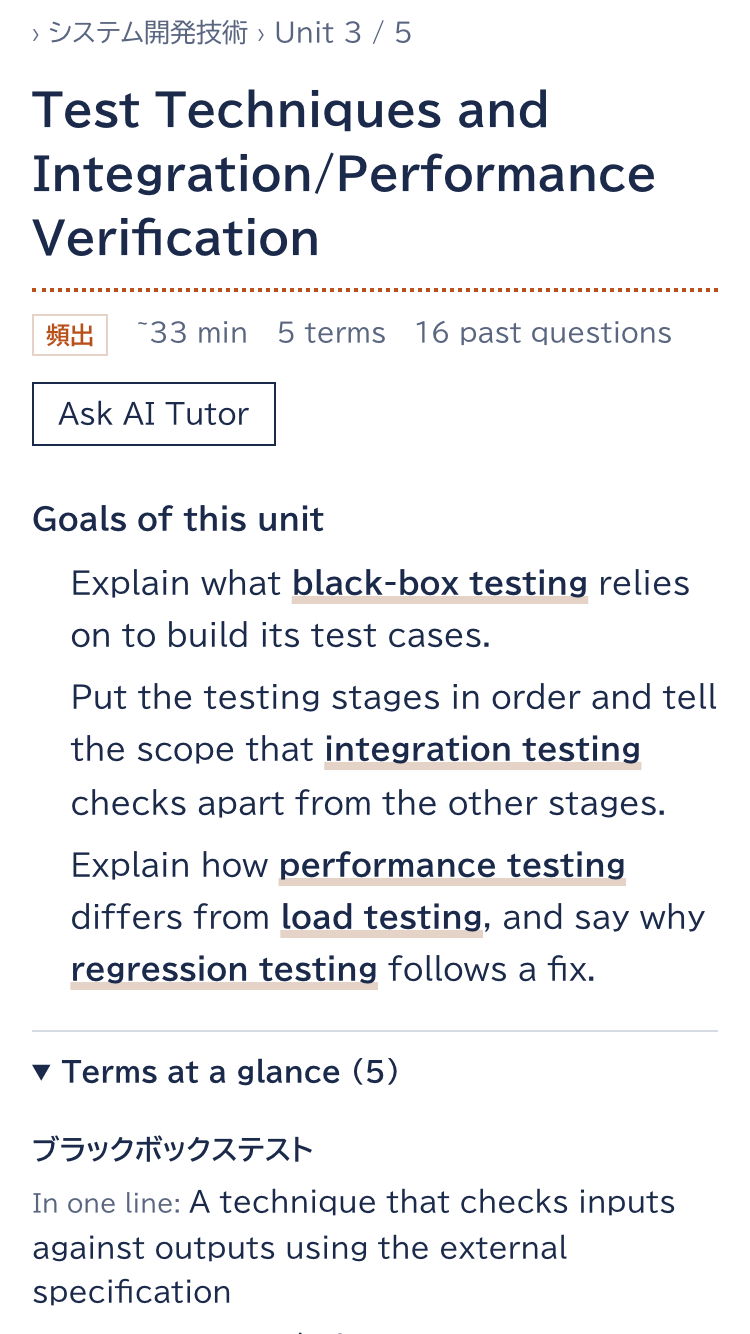 › システム開発技術 › Unit 3 / 5
Test Techniques and
Integration/Performance
Verification
頻出 ~33 min 5 terms 16 past questions
Ask AI Tutor
Goals of this unit
Explain what black-box testing relies
on to build its test cases.
Put the testing stages in order and tell
the scope that integration testing
checks apart from the other stages.
Explain how performance testing
differs from load testing, and say why
regression testing follows a fix.
▼ Terms at a glance (5)
ブラックボックステスト
In one line: A technique that checks inputs
against outputs using the external
specification